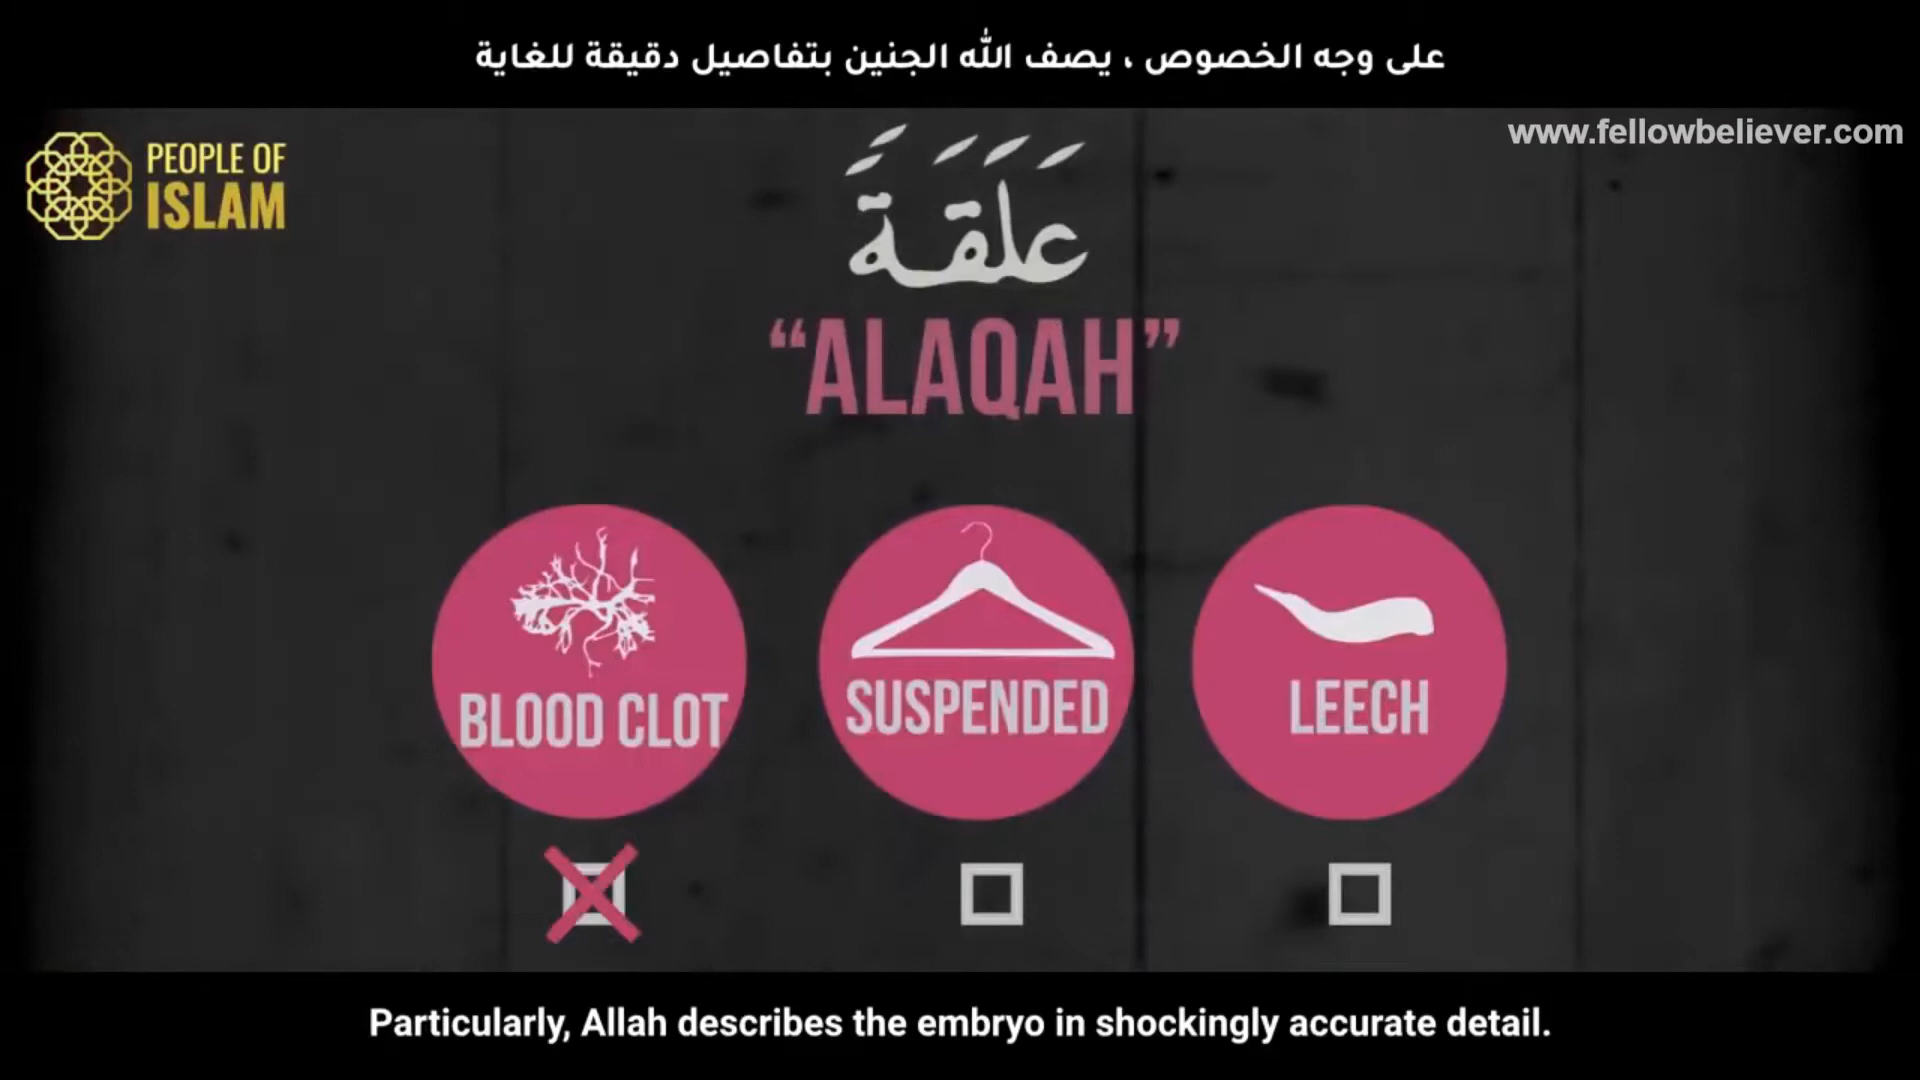 على وجه الخصوص ، يصف الله الجنين بتفاصيل دقيقة للغاية
www.fellowbeliever.com
PEOPLE OF
ISLAM
عَلَقَةً
“ALAQAH”
BLOOD CLOT
SUSPENDED
LEECH
Particularly, Allah describes the embryo in shockingly accurate detail.